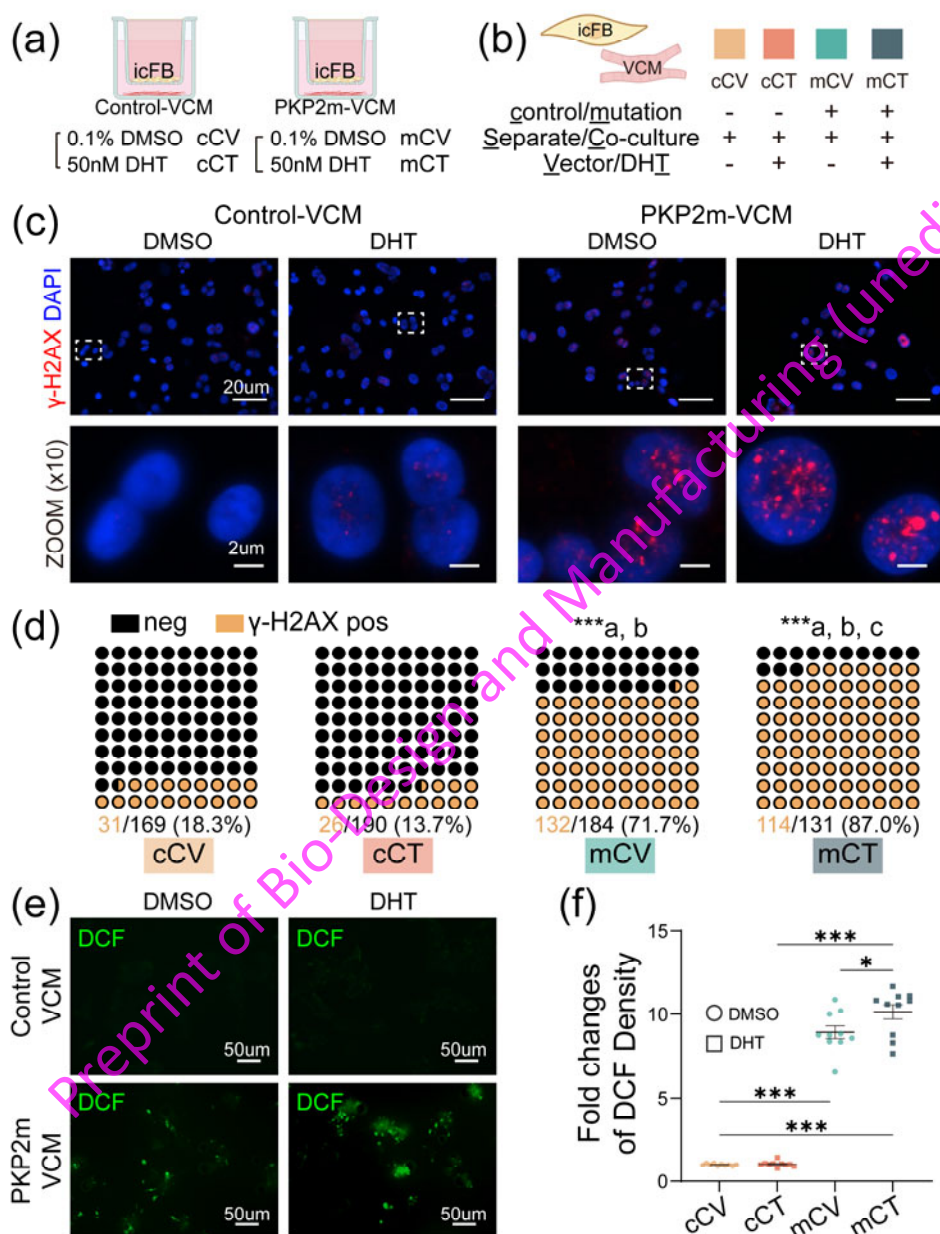 (a)
icFB
icFB
Control-VCM
PKP2m-VCM
0.1% DMSO cCV
50nM DHT cCT
0.1% DMSO mCV
50nM DHT mCT
(b)
icFB
VCM
cCV cCT mCV mCT
control/mutation - - + +
Separate/Co-culture + + + +
Vector/DHT - + - +
(c)
Control-VCM
PKP2m-VCM
DMSO
DHT
DMSO
DHT
γ-H2AX DAPI
20um
ZOOM (x10)
2um
(d)
neg
γ-H2AX pos
***a, b
***a, b, c
31/169 (18.3%)
26/190 (13.7%)
132/184 (71.7%)
114/131 (87.0%)
cCV
cCT
mCV
mCT
(e)
DMSO
DHT
Control
VCM
DCF
50um
DCF
50um
PKP2m
VCM
DCF
50um
DCF
50um
(f)
Fold changes
of DCF Density
15
10
5
0
DMSO
DHT
***
*
***
***
cCV
cCT
mCV
mCT
Preprint of Bio-Design and Manufacturing (unedi